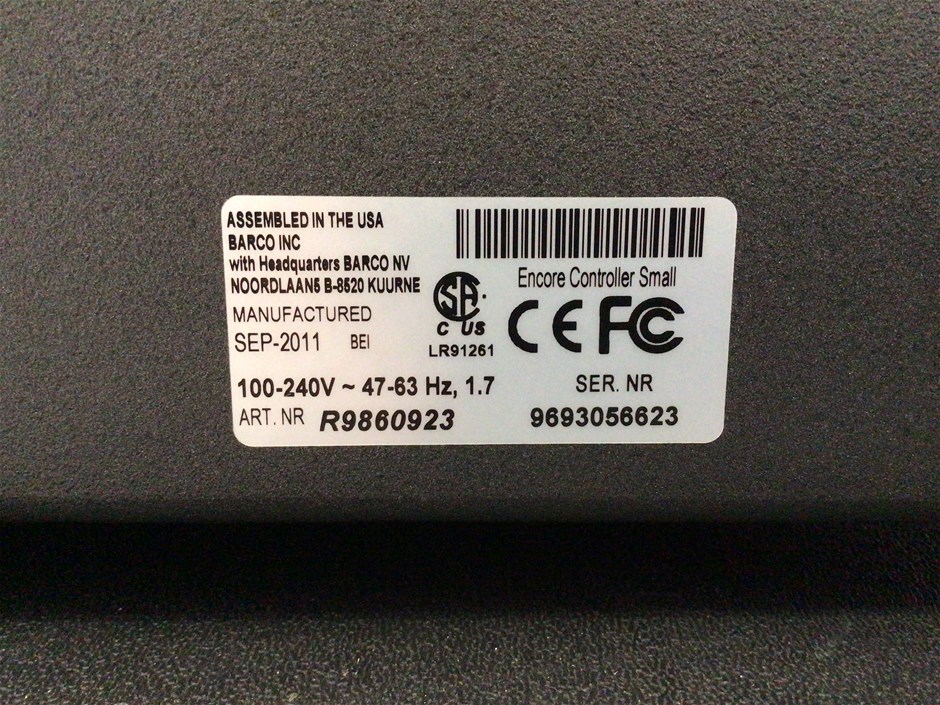 ASSEMBLED IN THE USA
BARCO INC
with Headquarters BARCO NV
NOORDLAAN5 B-8520 KUURNE
MANUFACTURED
SEP-2011 BEI
SA
C US
LR91261
Encore Controller Small
CE FC
100-240V ~ 47-63 Hz, 1.7
SER. NR
ART. NR R9860923
9693056623